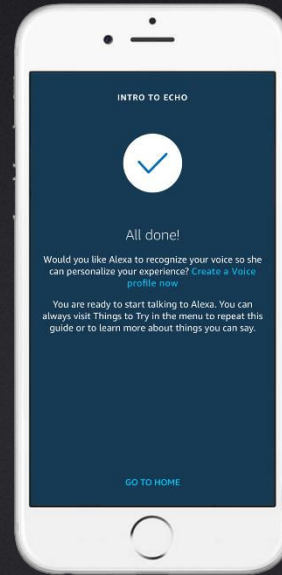 INTRO TO ECHO
All done!
Would you like Alexa to recognize your voice so she
can personalize your experience? Create a Voice
profile now
You are ready to start talking to Alexa. You can
always visit Things to Try in the menu to repeat this
guide or to learn more about things you can say.
GO TO HOME